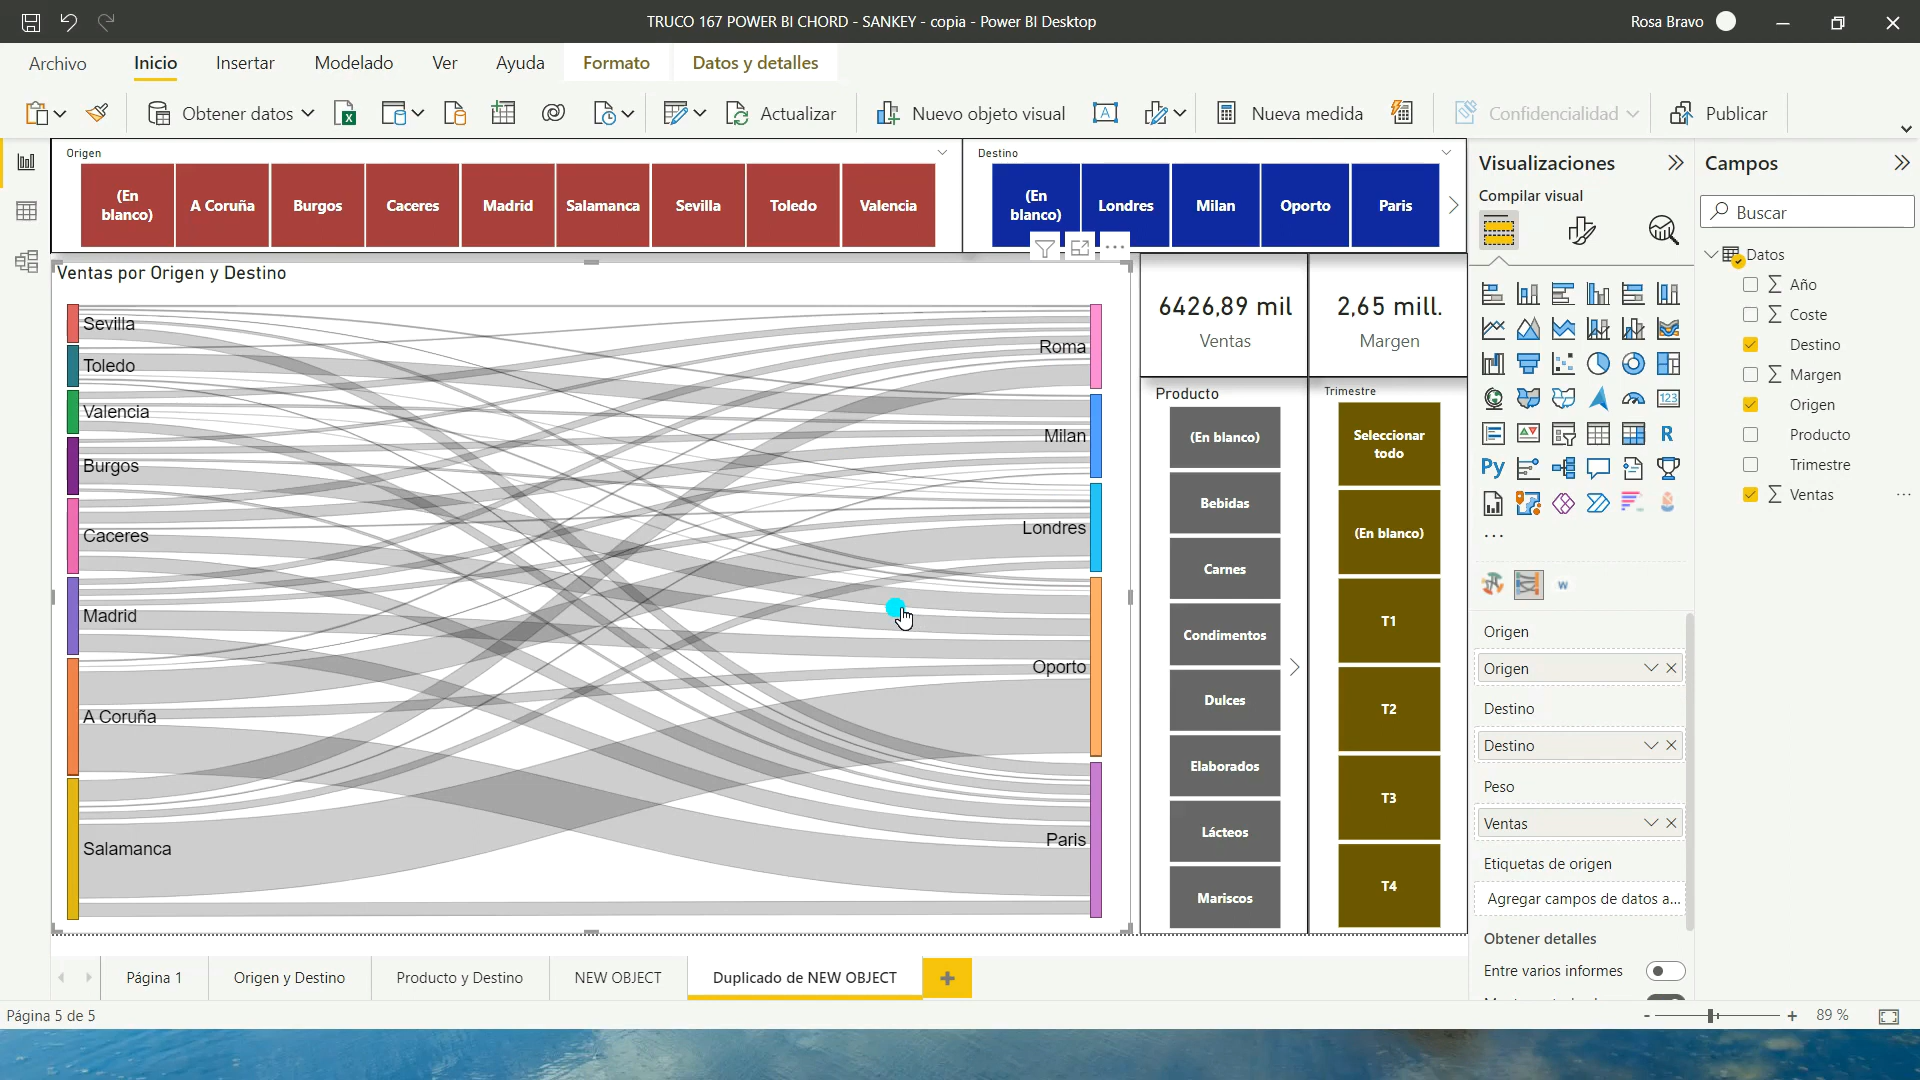 TRUCO 167 POWER BI CHORD - SANKEY - copia - Power BI Desktop
Rosa Bravo
Archivo
Inicio
Insertar
Modelado
Ver
Ayuda
Formato
Datos y detalles
Obtener datos
Actualizar
Nuevo objeto visual
Nueva medida
Confidencialidad
Publicar
Origen
(En
blanco)
A Coruña
Burgos
Caceres
Madrid
Salamanca
Sevilla
Toledo
Valencia
Destino
(En
blanco)
Londres
Milan
Oporto
Paris
Ventas por Origen y Destino
Sevilla
Toledo
Valencia
Burgos
Caceres
Madrid
A Coruña
Salamanca
Roma
Milan
Londres
Oporto
Paris
6426,89 mil
Ventas
2,65 mill.
Margen
Producto
(En blanco)
Bebidas
Carnes
Condimentos
Dulces
Elaborados
Lácteos
Mariscos
Trimestre
Seleccionar
todo
(En blanco)
T1
T2
T3
T4
Visualizaciones
Compilar visual
123
R
Py
W
Origen
Origen
Destino
Destino
Peso
Ventas
Etiquetas de origen
Agregar campos de datos a...
Obtener detalles
Entre varios informes
Campos
Buscar
Datos
Año
Coste
Destino
Margen
Origen
Producto
Trimestre
Ventas
Página 1
Origen y Destino
Producto y Destino
NEW OBJECT
Duplicado de NEW OBJECT
Página 5 de 5
89 %